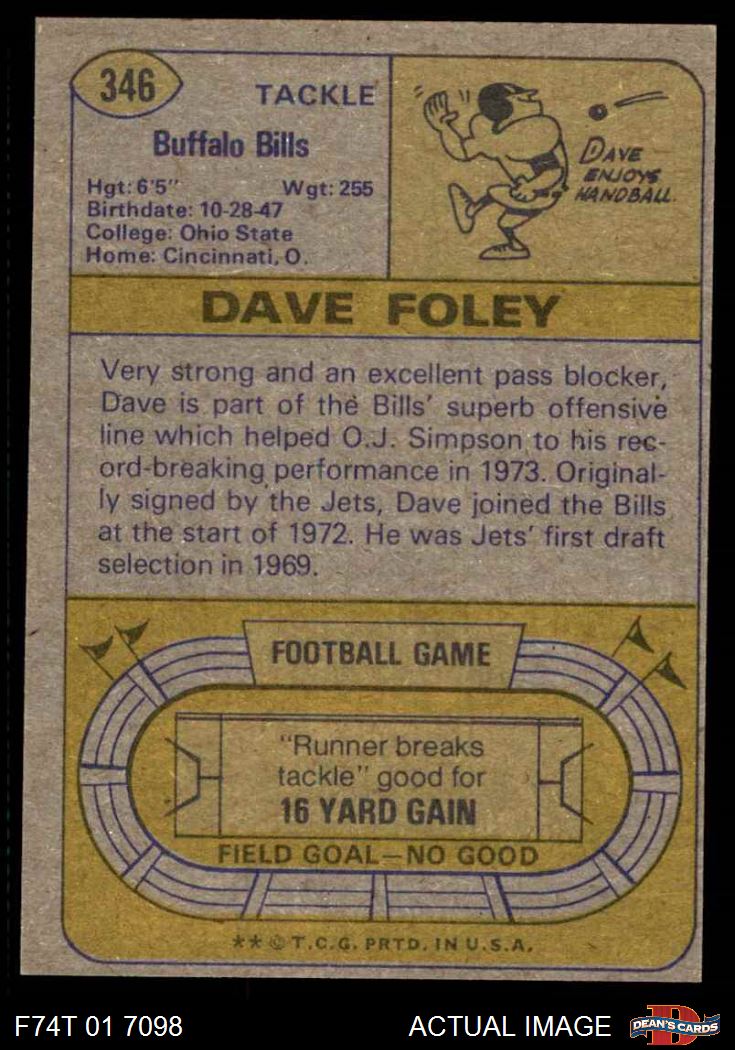 346
TACKLE
Buffalo Bills
Hgt: 6'5" Wgt: 255
Birthdate: 10-28-47
College: Ohio State
Home: Cincinnati, O.
DAVE
ENJOYS
HANDBALL.
DAVE FOLEY
Very strong and an excellent pass blocker,
Dave is part of the Bills' superb offensive
line which helped O.J. Simpson to his rec-
ord-breaking performance in 1973. Original-
ly signed by the Jets, Dave joined the Bills
at the start of 1972. He was Jets' first draft
selection in 1969.
FOOTBALL GAME
"Runner breaks
tackle" good for
16 YARD GAIN
FIELD GOAL—NO GOOD
** © T.C.G. PRTD. IN U.S.A.
F74T 01 7098 ACTUAL IMAGE DEAN'S CARDS